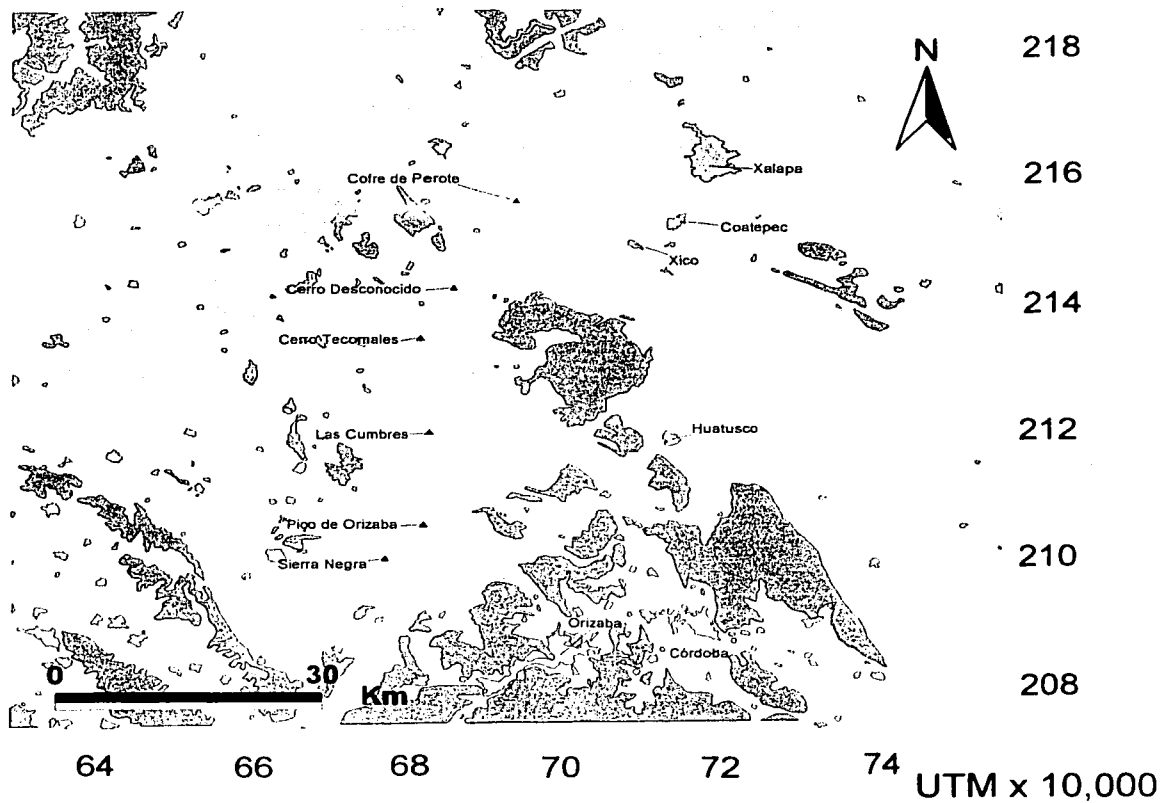 218
N
216
Xalapa
Cofre de Perote
Coatepec
Xico
214
Cerro Desconocido
Cerro Tecomales
212
Las Cumbres
Huatusco
Pico de Orizaba
210
Sierra Negra
Orizaba
Córdoba
0
30
Km
208
64
66
68
70
72
74
UTM x 10,000